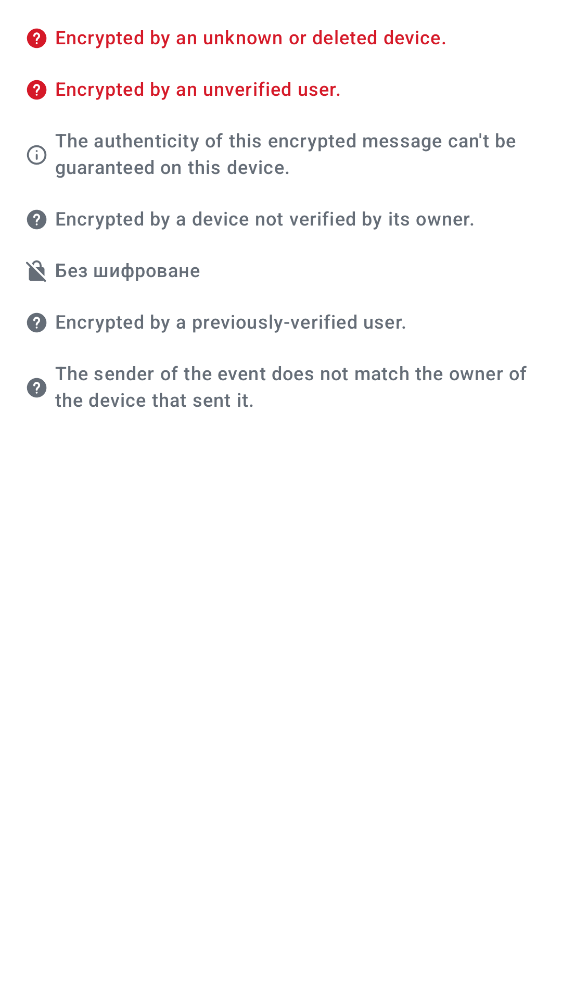 Encrypted by an unknown or deleted device.
Encrypted by an unverified user.
The authenticity of this encrypted message can't be
guaranteed on this device.
Encrypted by a device not verified by its owner.
Без шифроване
Encrypted by a previously-verified user.
The sender of the event does not match the owner of
the device that sent it.